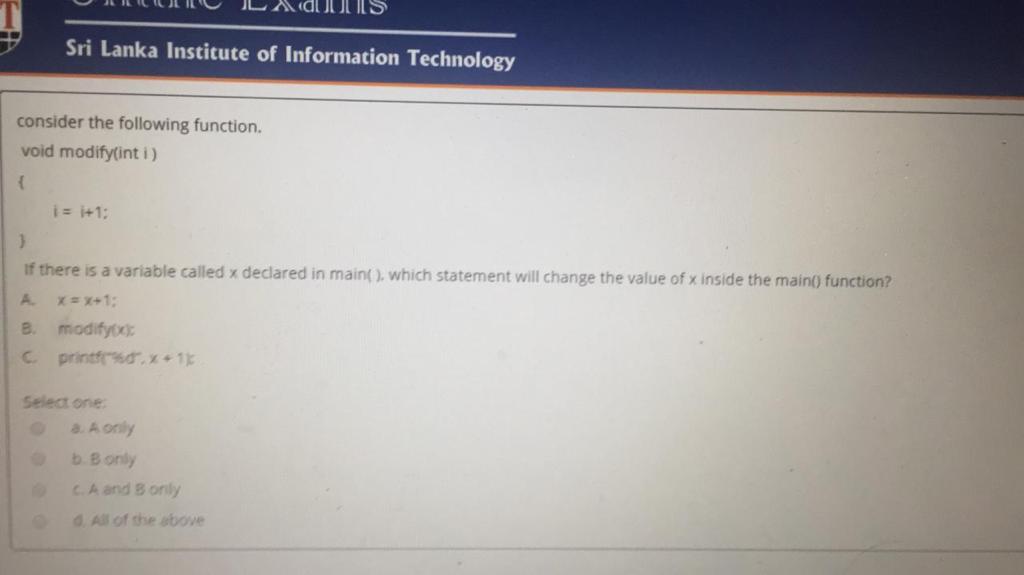 T
Exams
Sri Lanka Institute of Information Technology
consider the following function.
void modify(int i )
{
i = i+1;
}
If there is a variable called x declared in main( ), which statement will change the value of x inside the main() function?
A. x = x+1;
B. modify(x);
C. printf("%d", x + 1);
Select one:
a. A only
b. B only
c. A and B only
d. All of the above